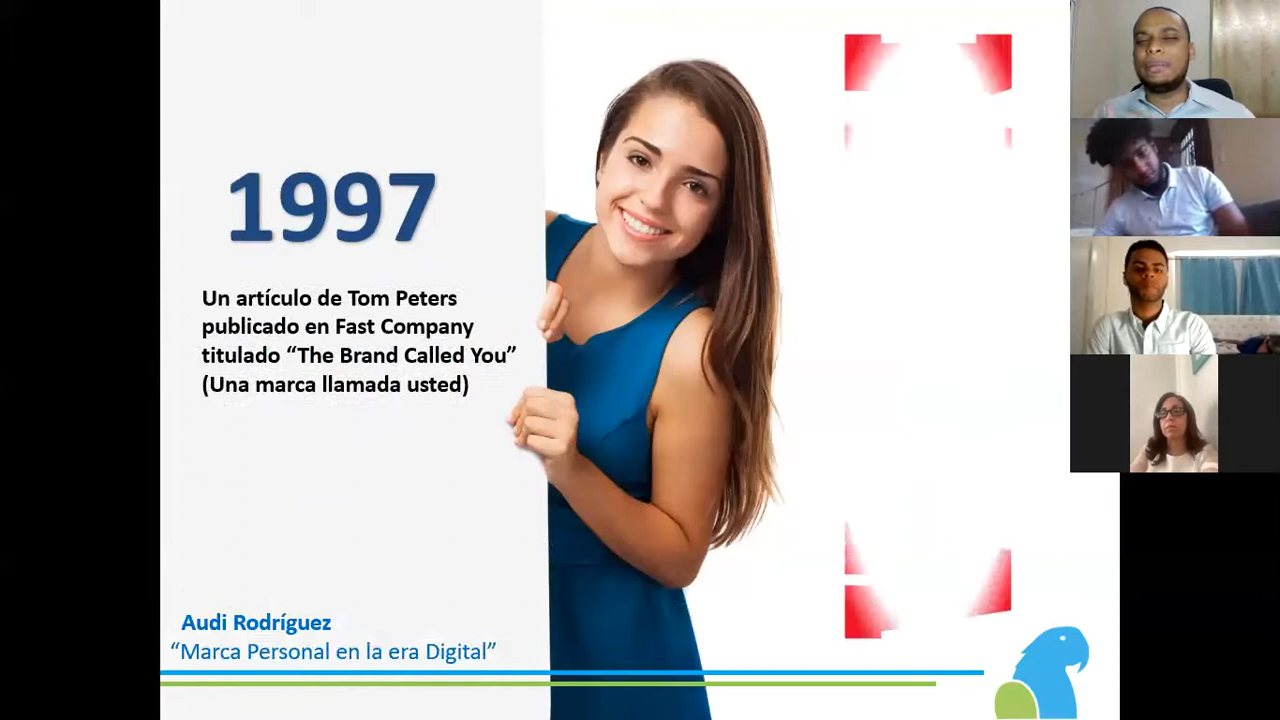 1997
Un artículo de Tom Peters
publicado en Fast Company
titulado “The Brand Called You”
(Una marca llamada usted)
Audi Rodríguez
“Marca Personal en la era Digital”